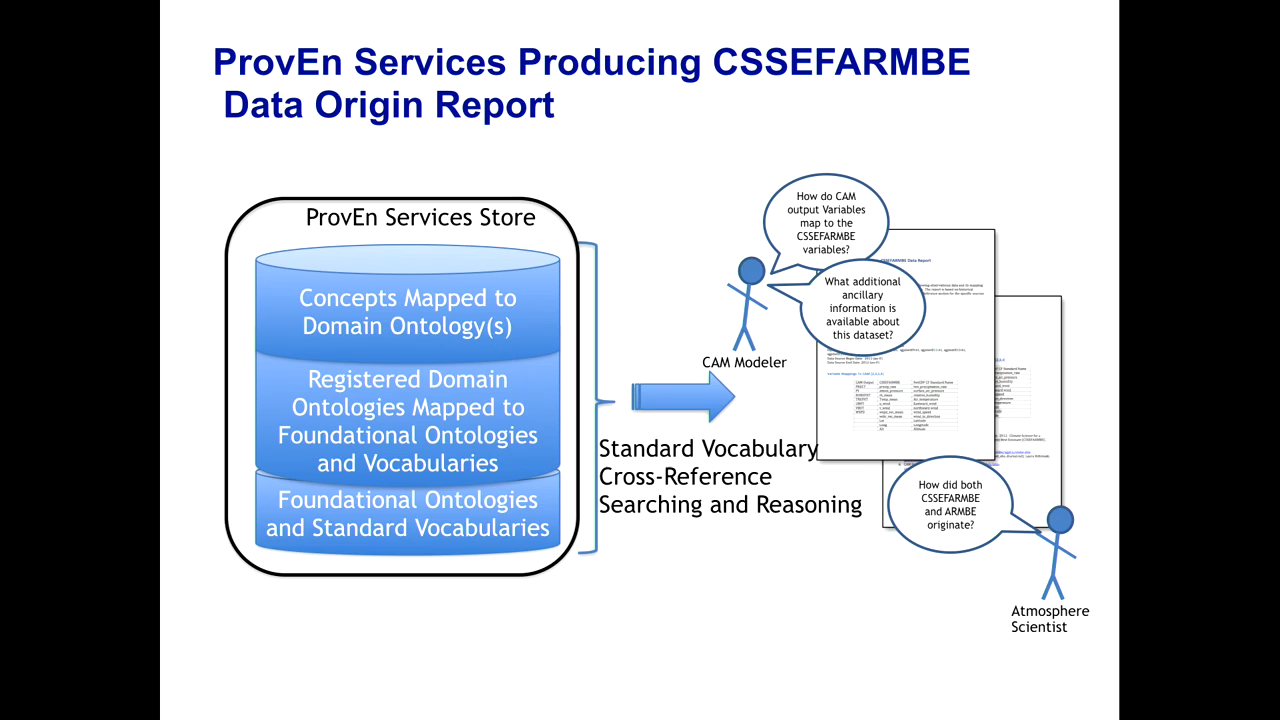 ProvEn Services Producing CSSEFARMBE
Data Origin Report
ProvEn Services Store
Concepts Mapped to
Domain Ontology(s)
Registered Domain
Ontologies Mapped to
Foundational Ontologies
and Vocabularies
Foundational Ontologies
and Standard Vocabularies
How do CAM
output Variables
map to the
CSSEFARMBE
variables?
What additional
ancillary
information is
available about
this dataset?
CAM Modeler
Standard Vocabulary
Cross-Reference
Searching and Reasoning
CSSEFARMBE Data Report
How did both
CSSEFARMBE
and ARMBE
originate?
Atmosphere
Scientist